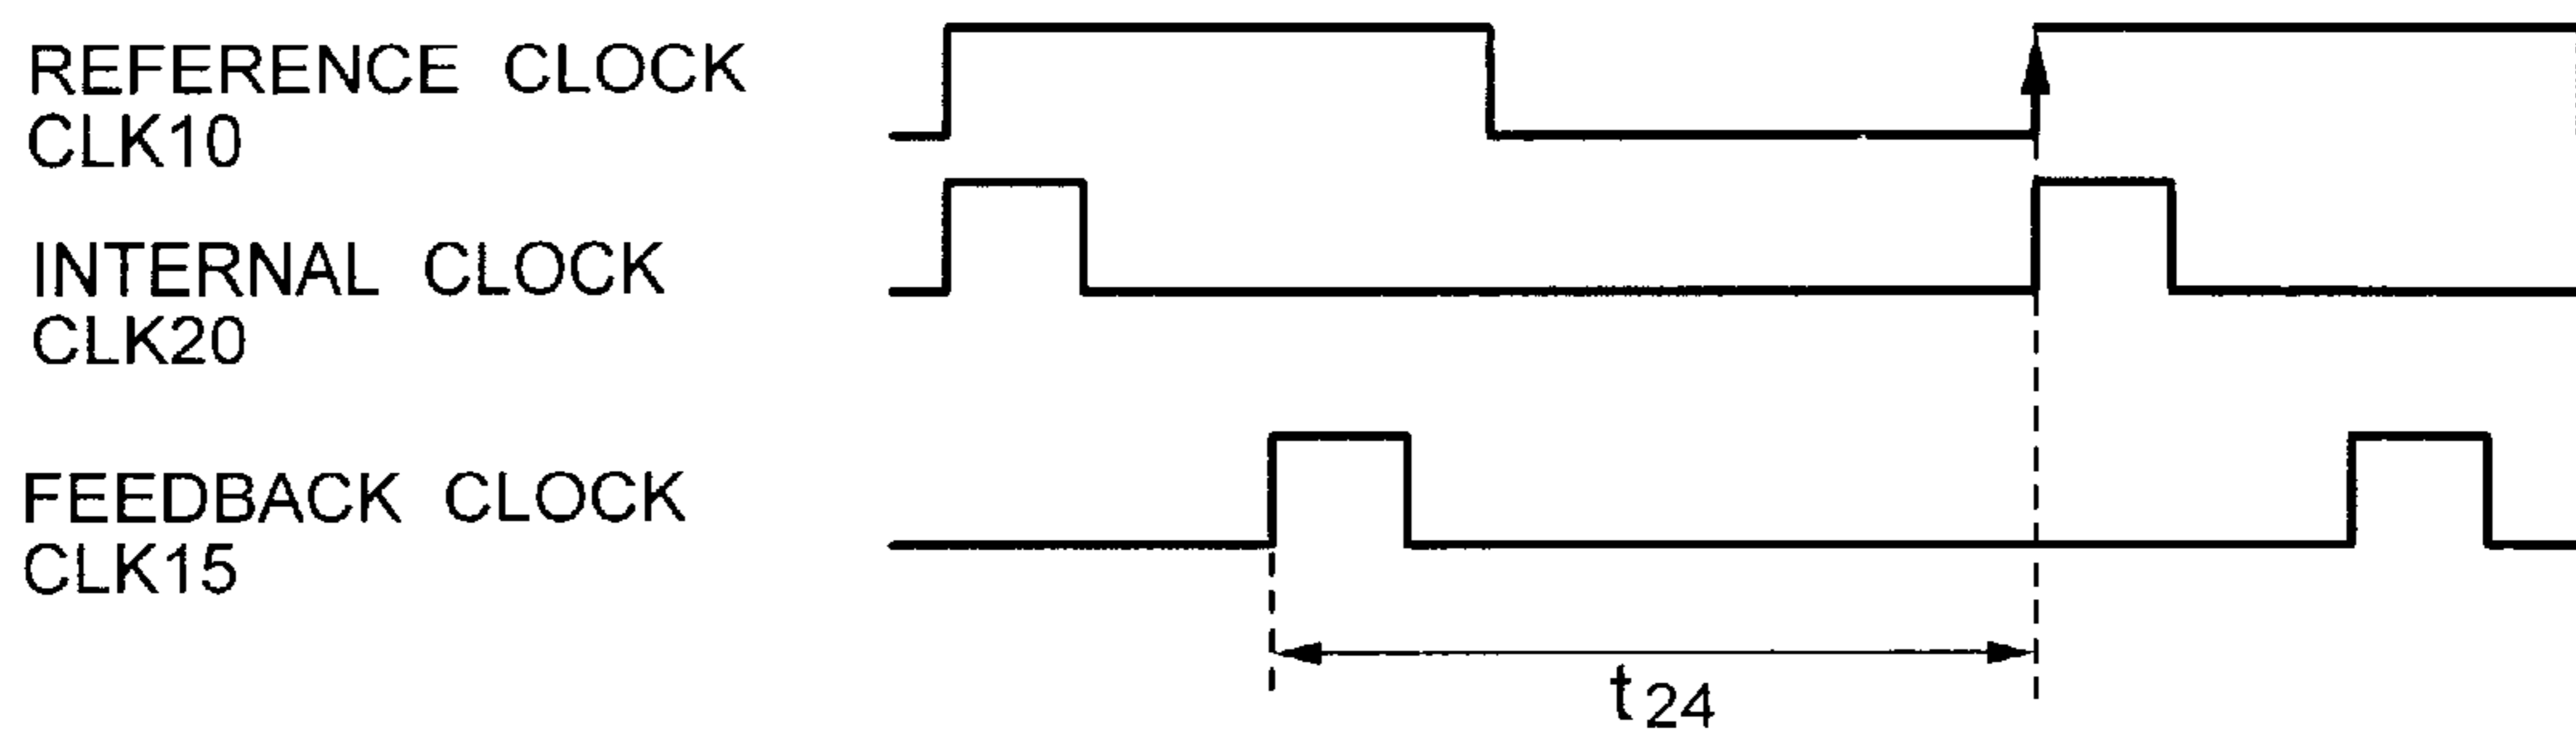 REFERENCE CLOCK
CLK10
INTERNAL CLOCK
CLK20
FEEDBACK CLOCK
CLK15
t24